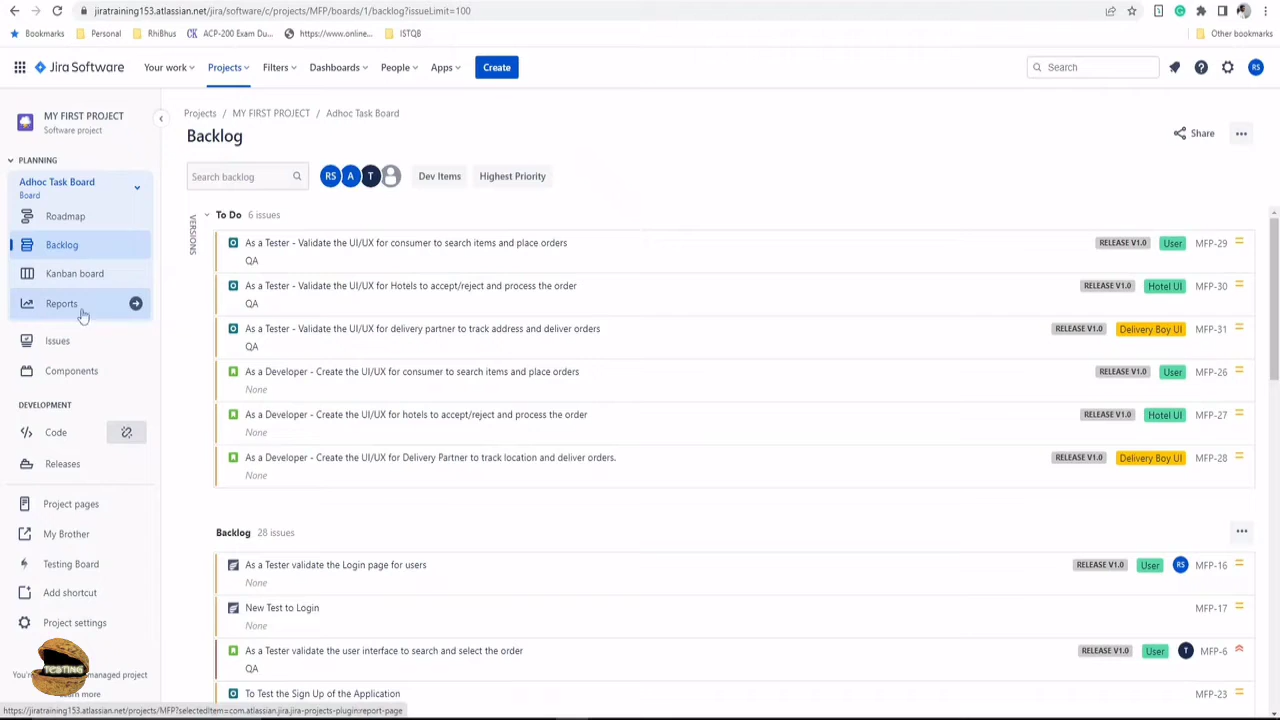 jiratraining153.atlassian.net/jira/software/c/projects/MFP/boards/1/backlog?issueLimit=100
Bookmarks Personal RhiBhus ACP-200 Exam Du... https://www.online... ISTQB Other bookmarks
Jira Software Your work Projects Filters Dashboards People Apps Create Search RS
MY FIRST PROJECT
Software project
PLANNING
Adhoc Task Board
Board
Roadmap
Backlog
Kanban board
Reports
Issues
Components
DEVELOPMENT
Code
Releases
Project pages
My Brother
Testing Board
Add shortcut
Project settings
TESTING
You're managed project
Learn more
Projects / MY FIRST PROJECT / Adhoc Task Board
Backlog
Share
Search backlog RS A T Dev Items Highest Priority
VERSIONS
To Do 6 issues
As a Tester - Validate the UI/UX for consumer to search items and place orders RELEASE V1.0 User MFP-29
QA
As a Tester - Validate the UI/UX for Hotels to accept/reject and process the order RELEASE V1.0 Hotel UI MFP-30
QA
As a Tester - Validate the UI/UX for delivery partner to track address and deliver orders RELEASE V1.0 Delivery Boy UI MFP-31
QA
As a Developer - Create the UI/UX for consumer to search items and place orders RELEASE V1.0 User MFP-26
None
As a Developer - Create the UI/UX for hotels to accept/reject and process the order RELEASE V1.0 Hotel UI MFP-27
None
As a Developer - Create the UI/UX for Delivery Partner to track location and deliver orders. RELEASE V1.0 Delivery Boy UI MFP-28
None
Backlog 28 issues
As a Tester validate the Login page for users RELEASE V1.0 User RS MFP-16
None
New Test to Login MFP-17
None
As a Tester validate the user interface to search and select the order RELEASE V1.0 User T MFP-6
QA
To Test the Sign Up of the Application MFP-23
https://jiratraining153.atlassian.net/projects/MFP?selectedItem=com.atlassian.jira.jira-projects-plugin:report-page